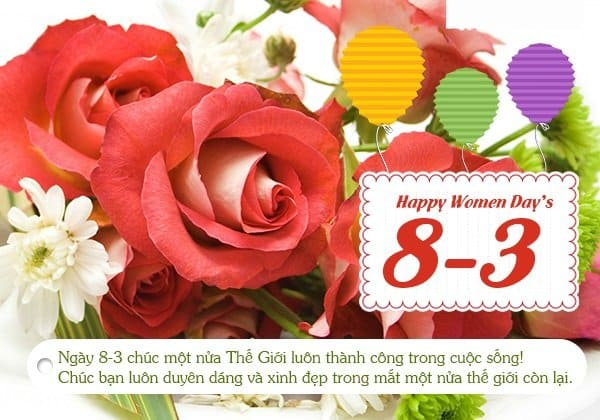 Happy Women Day's
8-3
Ngày 8-3 chúc một nửa Thế Giới luôn thành công trong cuộc sống!
Chúc bạn luôn duyên dáng và xinh đẹp trong mắt một nửa thế giới còn lại.